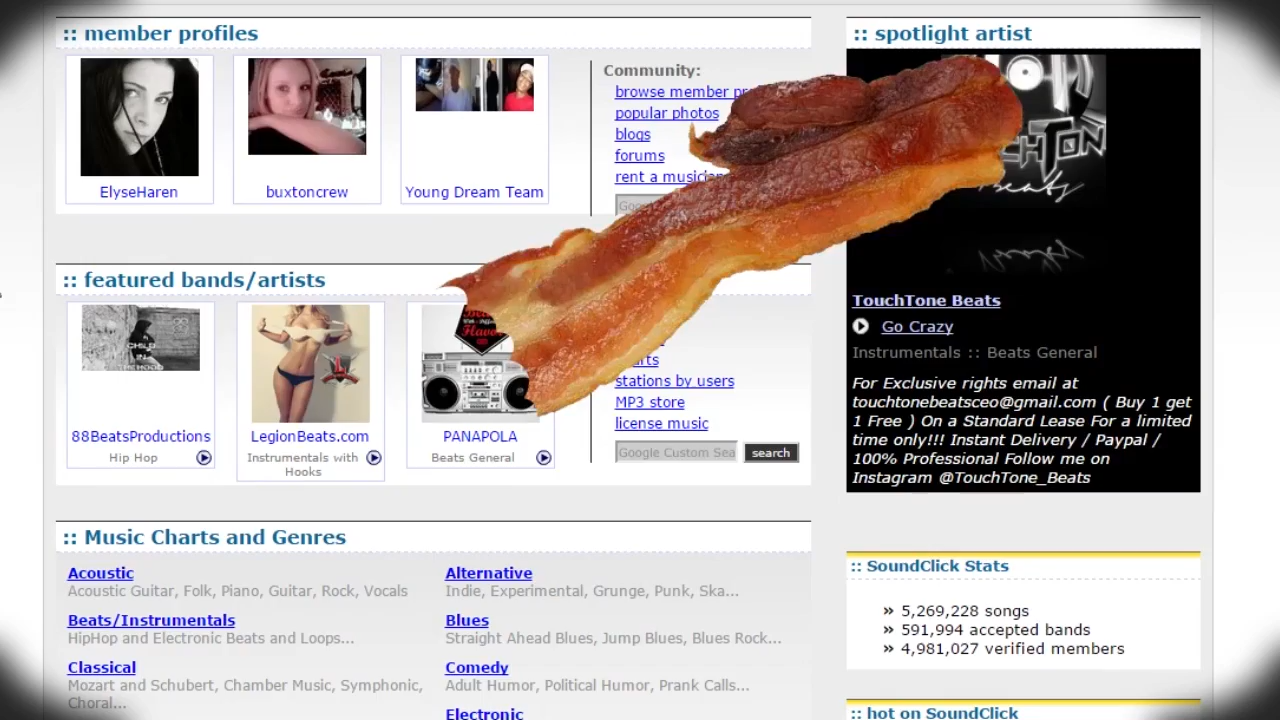 :: member profiles
ElyseHaren
buxtoncrew
Young Dream Team
Community:
browse member
popular photos
blogs
forums
rent a
:: featured bands/artists
88BeatsProductions
Hip Hop
LegionBeats.com
Instrumentals with
Hooks
PANAPOLA
Beats General
stations by users
MP3 store
license music
Google Custom Sea
search
:: Music Charts and Genres
Acoustic
Acoustic Guitar, Folk, Piano, Guitar, Rock, Vocals
Beats/Instrumentals
HipHop and Electronic Beats and Loops...
Classical
Mozart and Schubert, Chamber Music, Symphonic,
Choral...
Alternative
Indie, Experimental, Grunge, Punk, Ska...
Blues
Straight Ahead Blues, Jump Blues, Blues Rock...
Comedy
Adult Humor, Political Humor, Prank Calls...
Electronic
:: spotlight artist
TouchTone Beats
Go Crazy
Instrumentals :: Beats General
For Exclusive rights email at
touchtonebeatsceo@gmail.com ( Buy 1 get
1 Free ) On a Standard Lease For a limited
time only!!! Instant Delivery / Paypal /
100% Professional Follow me on
Instagram @TouchTone_Beats
:: SoundClick Stats
» 5,269,228 songs
» 591,994 accepted bands
» 4,981,027 verified members
:: hot on SoundClick